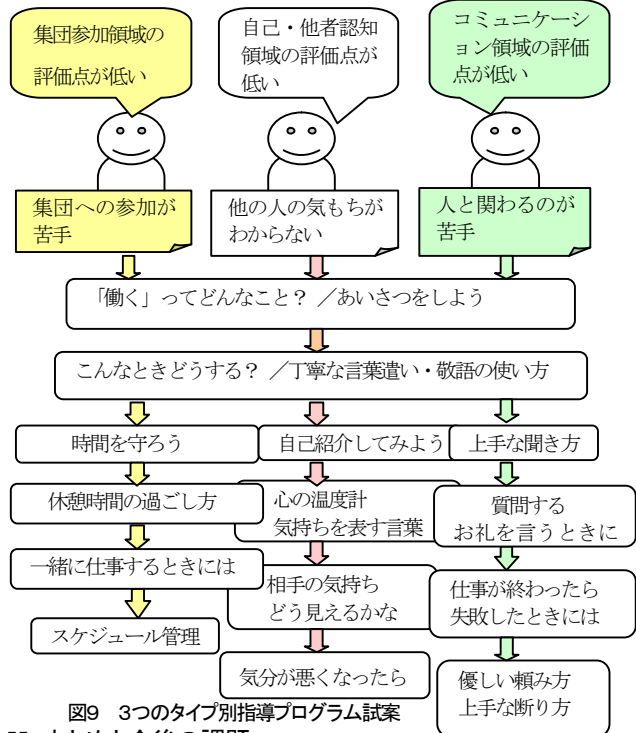 集団参加領域の
評価点が低い
自己・他者認知
領域の評価点が
低い
コミュニケーシ
ョン領域の評価
点が低い
集団への参加が
苦手
他の人の気もちが
わからない
人と関わるのが
苦手
「働く」ってどんなこと？ ／あいさつをしよう
こんなときどうする？ ／丁寧な言葉遣い・敬語の使い方
時間を守ろう
休憩時間の過ごし方
一緒に仕事するときには
スケジュール管理
自己紹介してみよう
心の温度計
気持ちを表す言葉
相手の気持ち
どう見えるかな
気分が悪くなったら
上手な聞き方
質問する
お礼を言うときに
仕事が終わったら
失敗したときには
優しい頼み方
上手な断り方
図9　3つのタイプ別指導プログラム試案